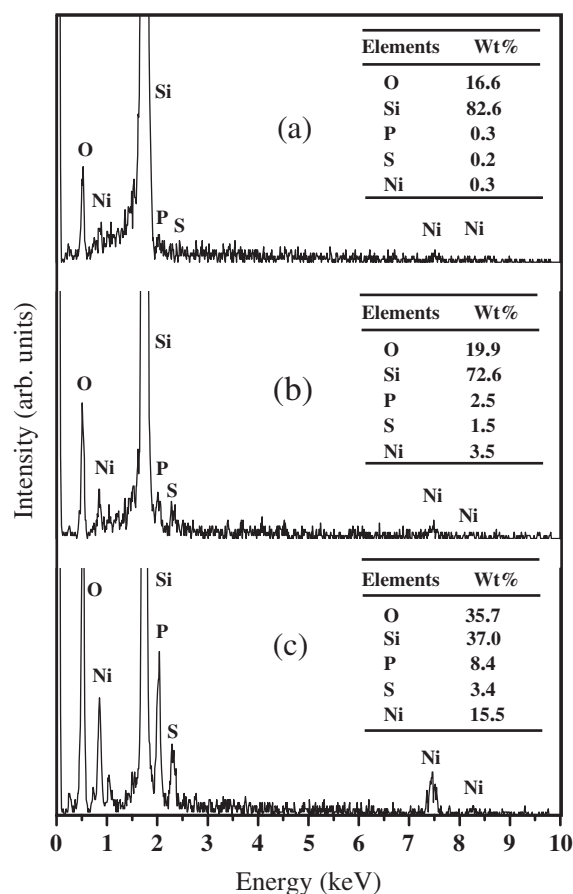 Elements Wt%
O 16.6
Si 82.6
P 0.3
S 0.2
Ni 0.3
Si
(a)
O
Ni
P
S
Ni Ni
Elements Wt%
O 19.9
Si 72.6
P 2.5
S 1.5
Ni 3.5
Si
(b)
O
Ni
P
S
Ni
Ni
Elements Wt%
O 35.7
Si 37.0
P 8.4
S 3.4
Ni 15.5
O
Si
(c)
P
Ni
S
Ni
Ni
Intensity (arb. units)
0 1 2 3 4 5 6 7 8 9 10
Energy (keV)